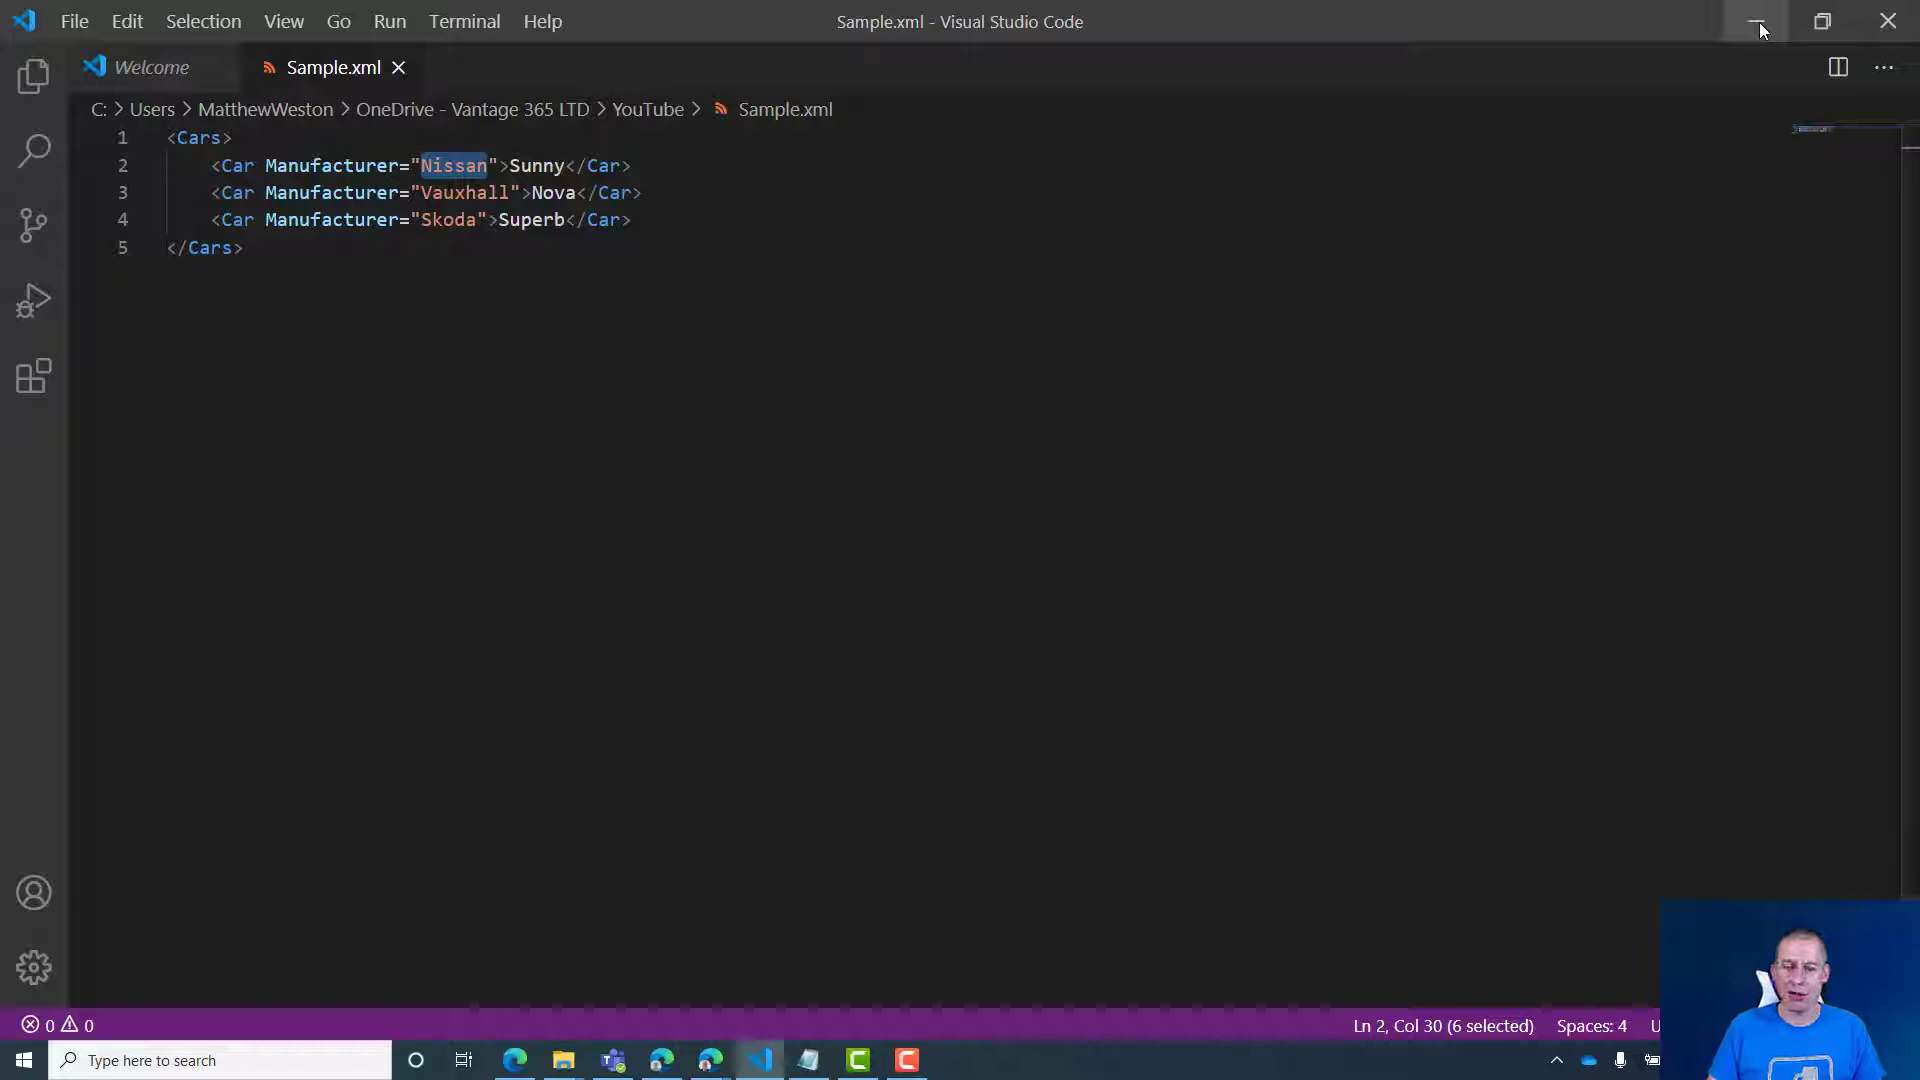 File Edit Selection View Go Run Terminal Help
Sample.xml - Visual Studio Code
Welcome
Sample.xml
C: > Users > MatthewWeston > OneDrive - Vantage 365 LTD > YouTube > Sample.xml
1 <Cars>
2 <Car Manufacturer="Nissan">Sunny</Car>
3 <Car Manufacturer="Vauxhall">Nova</Car>
4 <Car Manufacturer="Skoda">Superb</Car>
5 </Cars>
0 0
Ln 2, Col 30 (6 selected) Spaces: 4 U
Type here to search